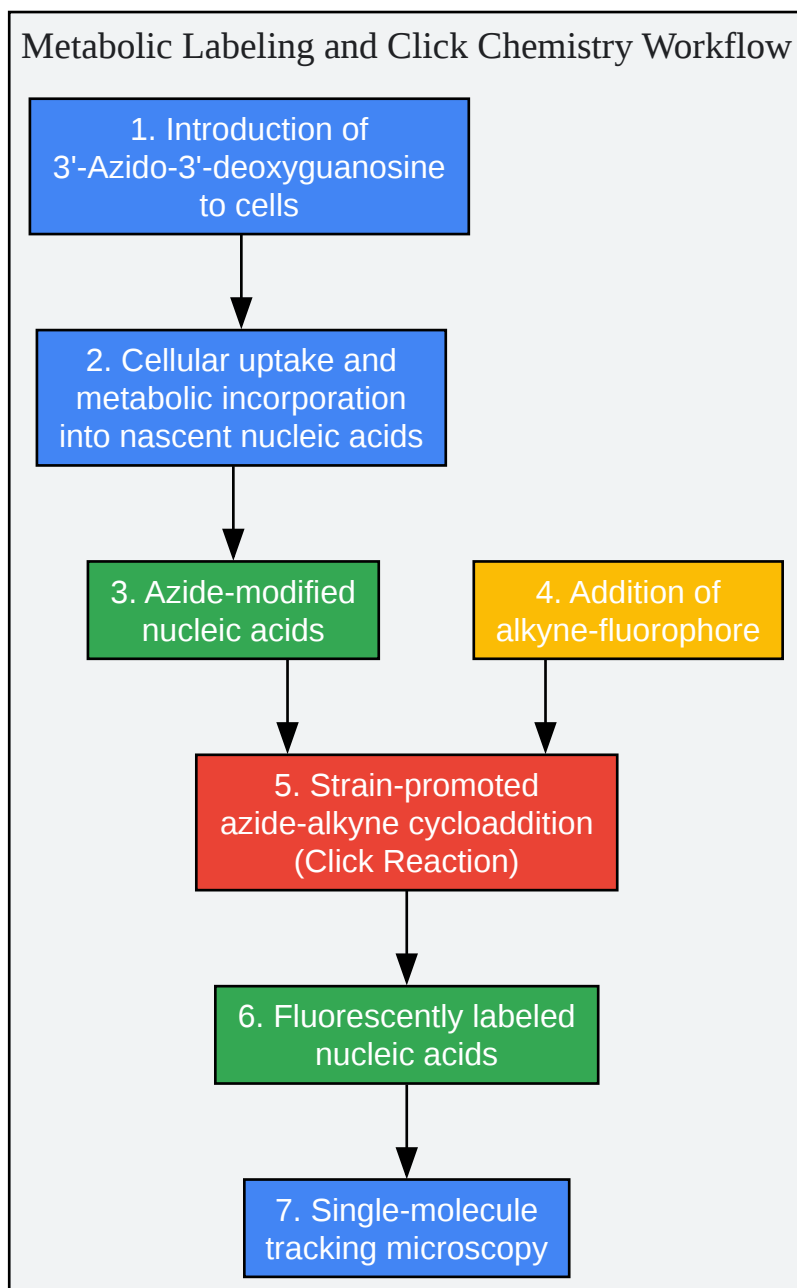 Metabolic Labeling and Click Chemistry Workflow
1. Introduction of
3'-Azido-3'-deoxyguanosine
to cells
2. Cellular uptake and
metabolic incorporation
into nascent nucleic acids
3. Azide-modified
nucleic acids
4. Addition of
alkyne-fluorophore
5. Strain-promoted
azide-alkyne cycloaddition
(Click Reaction)
6. Fluorescently labeled
nucleic acids
7. Single-molecule
tracking microscopy